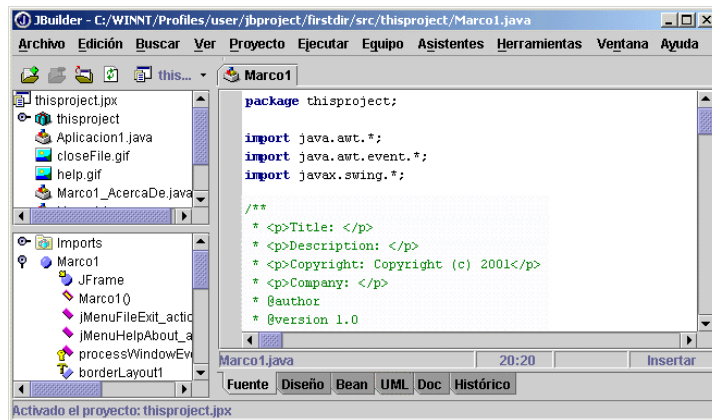 JBuilder - C:/WINNT/Profiles/user/jbproject/firstdir/src/thisproject/Marco1.java
Archivo Edición Buscar Ver Proyecto Ejecutar Equipo Asistentes Herramientas Ventana Ayuda
this...
Marco1
thisproject.jpx
thisproject
Aplicacion1.java
closeFile.gif
help.gif
Marco1_AcercaDe.java
Imports
Marco1
JFrame
Marco1()
jMenuFileExit_actic
jMenuHelpAbout_a
processWindowEv
borderLayout1
package thisproject;
import java.awt.*;
import java.awt.event.*;
import javax.swing.*;
/**
* <p>Title: </p>
* <p>Description: </p>
* <p>Copyright: Copyright (c) 2001</p>
* <p>Company: </p>
* @author
* @version 1.0
Marco1.java 20:20 Insertar
Fuente Diseño Bean UML Doc Histórico
Activado el proyecto: thisproject.jpx